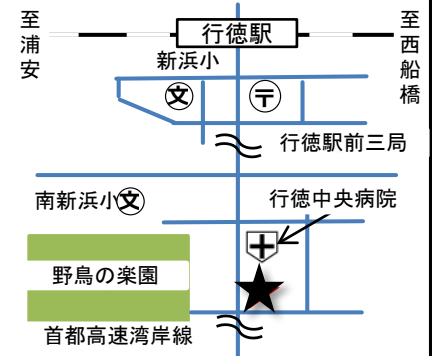 至浦安
行徳駅
至西船橋
新浜小
文
〒
行徳駅前三局
南新浜小
文
行徳中央病院
野鳥の楽園
首都高速湾岸線